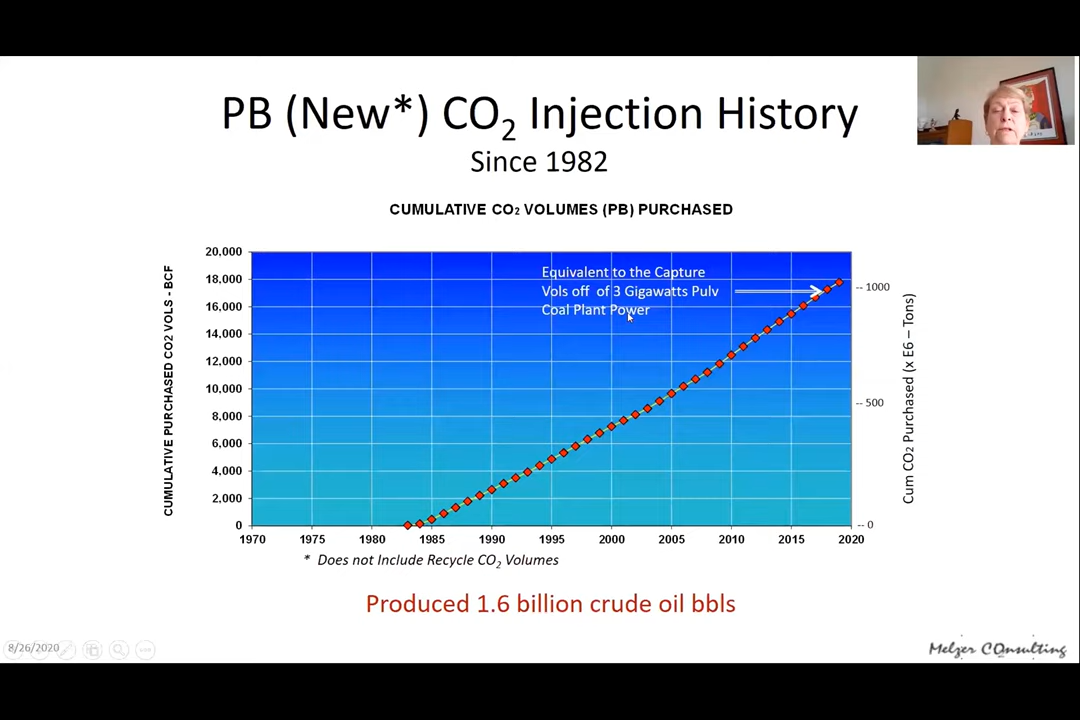 PB (New*) CO2 Injection History
Since 1982
CUMULATIVE CO2 VOLUMES (PB) PURCHASED
CUMULATIVE PURCHASED CO2 VOLS - BCF
20,000
18,000
16,000
14,000
12,000
10,000
8,000
6,000
4,000
2,000
0
Equivalent to the Capture
Vols off of 3 Gigawatts Pulv
Coal Plant Power
-- 1000
-- 500
-- 0
Cum CO2 Purchased (x E6 – Tons)
1970 1975 1980 1985 1990 1995 2000 2005 2010 2015 2020
* Does not Include Recycle CO2 Volumes
Produced 1.6 billion crude oil bbls
8/26/2020
Melzer COnsulting